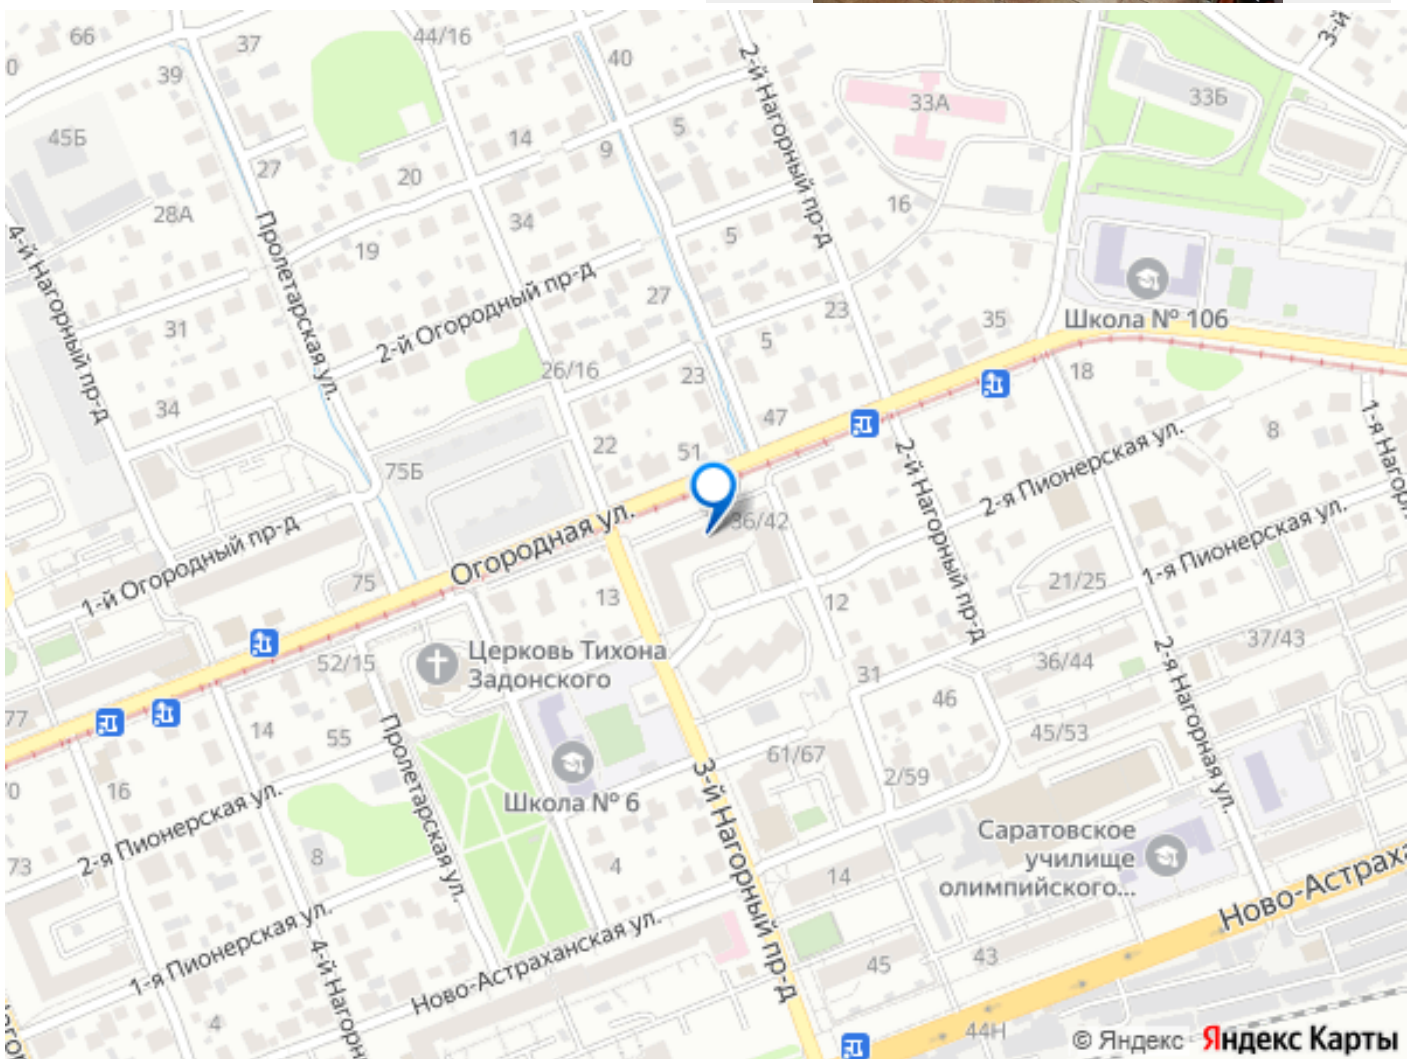 66
37
44/16
40
2-й Нагорный пр-д
3-й
0
39
33А
33Б
45Б
14
5
9
27
20
16
28А
34
5
4-й Нагорный пр-д
Пролетарская ул.
19
2-й Огородный пр-д
27
23
31
5
35
Школа № 106
26/16
23
18
34
47
1-я Нагорн
22
51
8
75Б
2-й Нагорный пр-д
2-я Пионерская ул.
36/42
Огородная ул.
1-й Огородный пр-д
1-я Пионерская ул.
75
13
12
21/25
Церковь Тихона
Задонского
52/15
36/44
37/43
31
46
2-я Нагорная ул.
77
14
55
Пролетарская ул.
45/53
61/67
3-й Нагорный пр-д
2/59
70
16
Школа № 6
2-я Пионерская ул.
Саратовское
училище
олимпийского...
73
8
4
14
Ново-Астраха
1-я Пионерская ул.
4-й Нагорн
Ново-Астраханская ул.
45
43
4
44Н
© Яндекс
Яндекс Карты